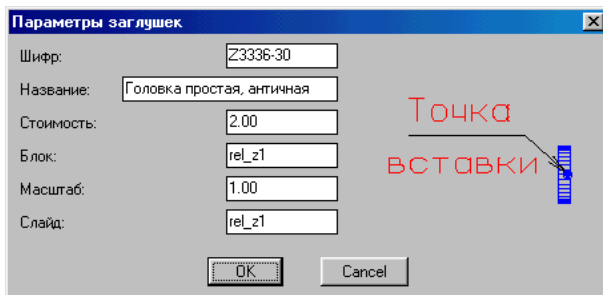 Параметры заглушек
Шифр: Z3336-30
Название: Головка простая, античная
Стоимость: 2.00
Блок: rel_z1
Масштаб: 1.00
Слайд: rel_z1
Точка
вставки
OK Cancel